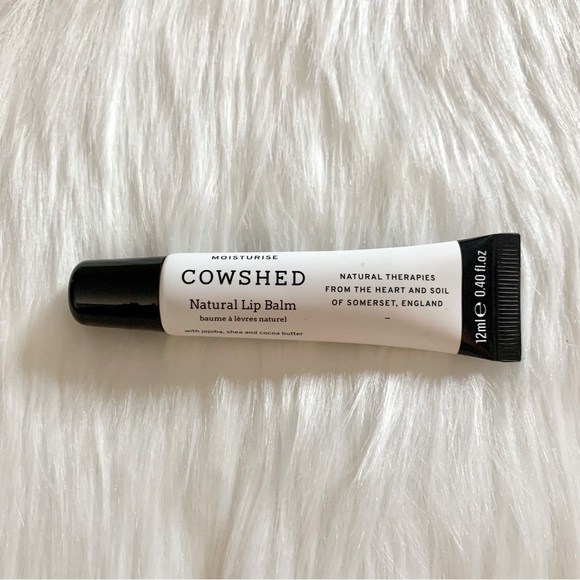 MOISTURISE
COWSHED
Natural Lip Balm
baume à lèvres naturel
with jojoba, shea and cocoa butter
NATURAL THERAPIES
FROM THE HEART AND SOIL
OF SOMERSET, ENGLAND
–
12ml ℮ 0.40 fl.oz